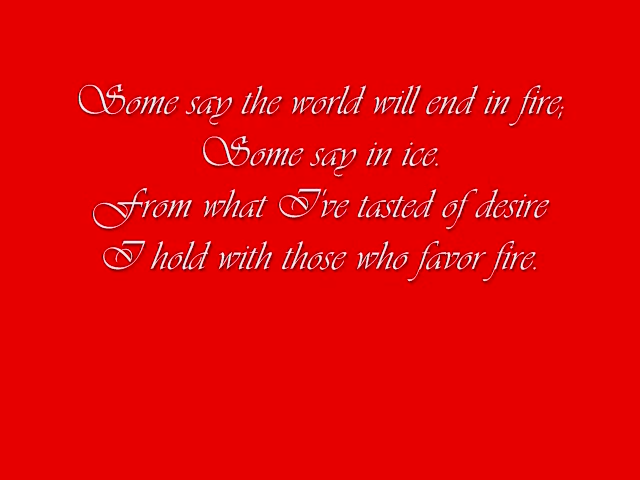 Some say the world will end in fire;
Some say in ice.
From what I've tasted of desire
I hold with those who favor fire.